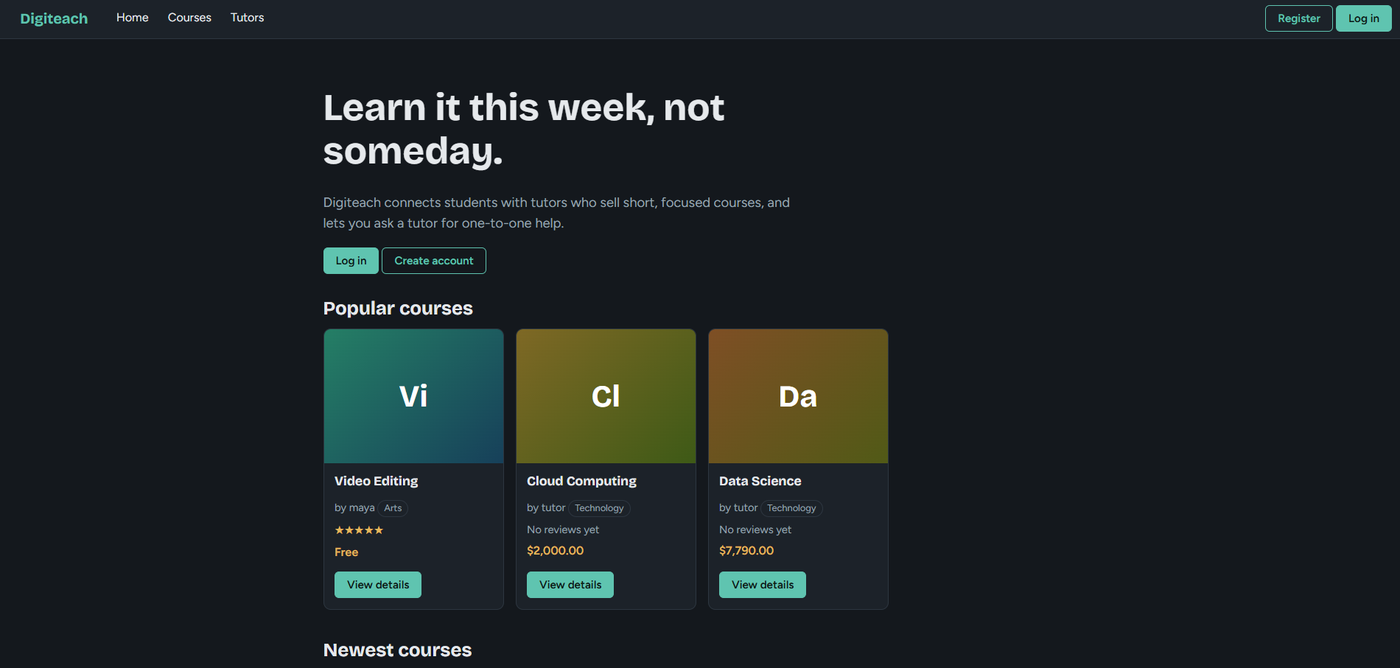 Digiteach Home Courses Tutors Register Log in
Learn it this week, not
someday.
Digiteach connects students with tutors who sell short, focused courses, and
lets you ask a tutor for one-to-one help.
Log in Create account
Popular courses
Vi
Video Editing
by maya Arts
★★★★★
Free
View details
Cl
Cloud Computing
by tutor Technology
No reviews yet
$2,000.00
View details
Da
Data Science
by tutor Technology
No reviews yet
$7,790.00
View details
Newest courses